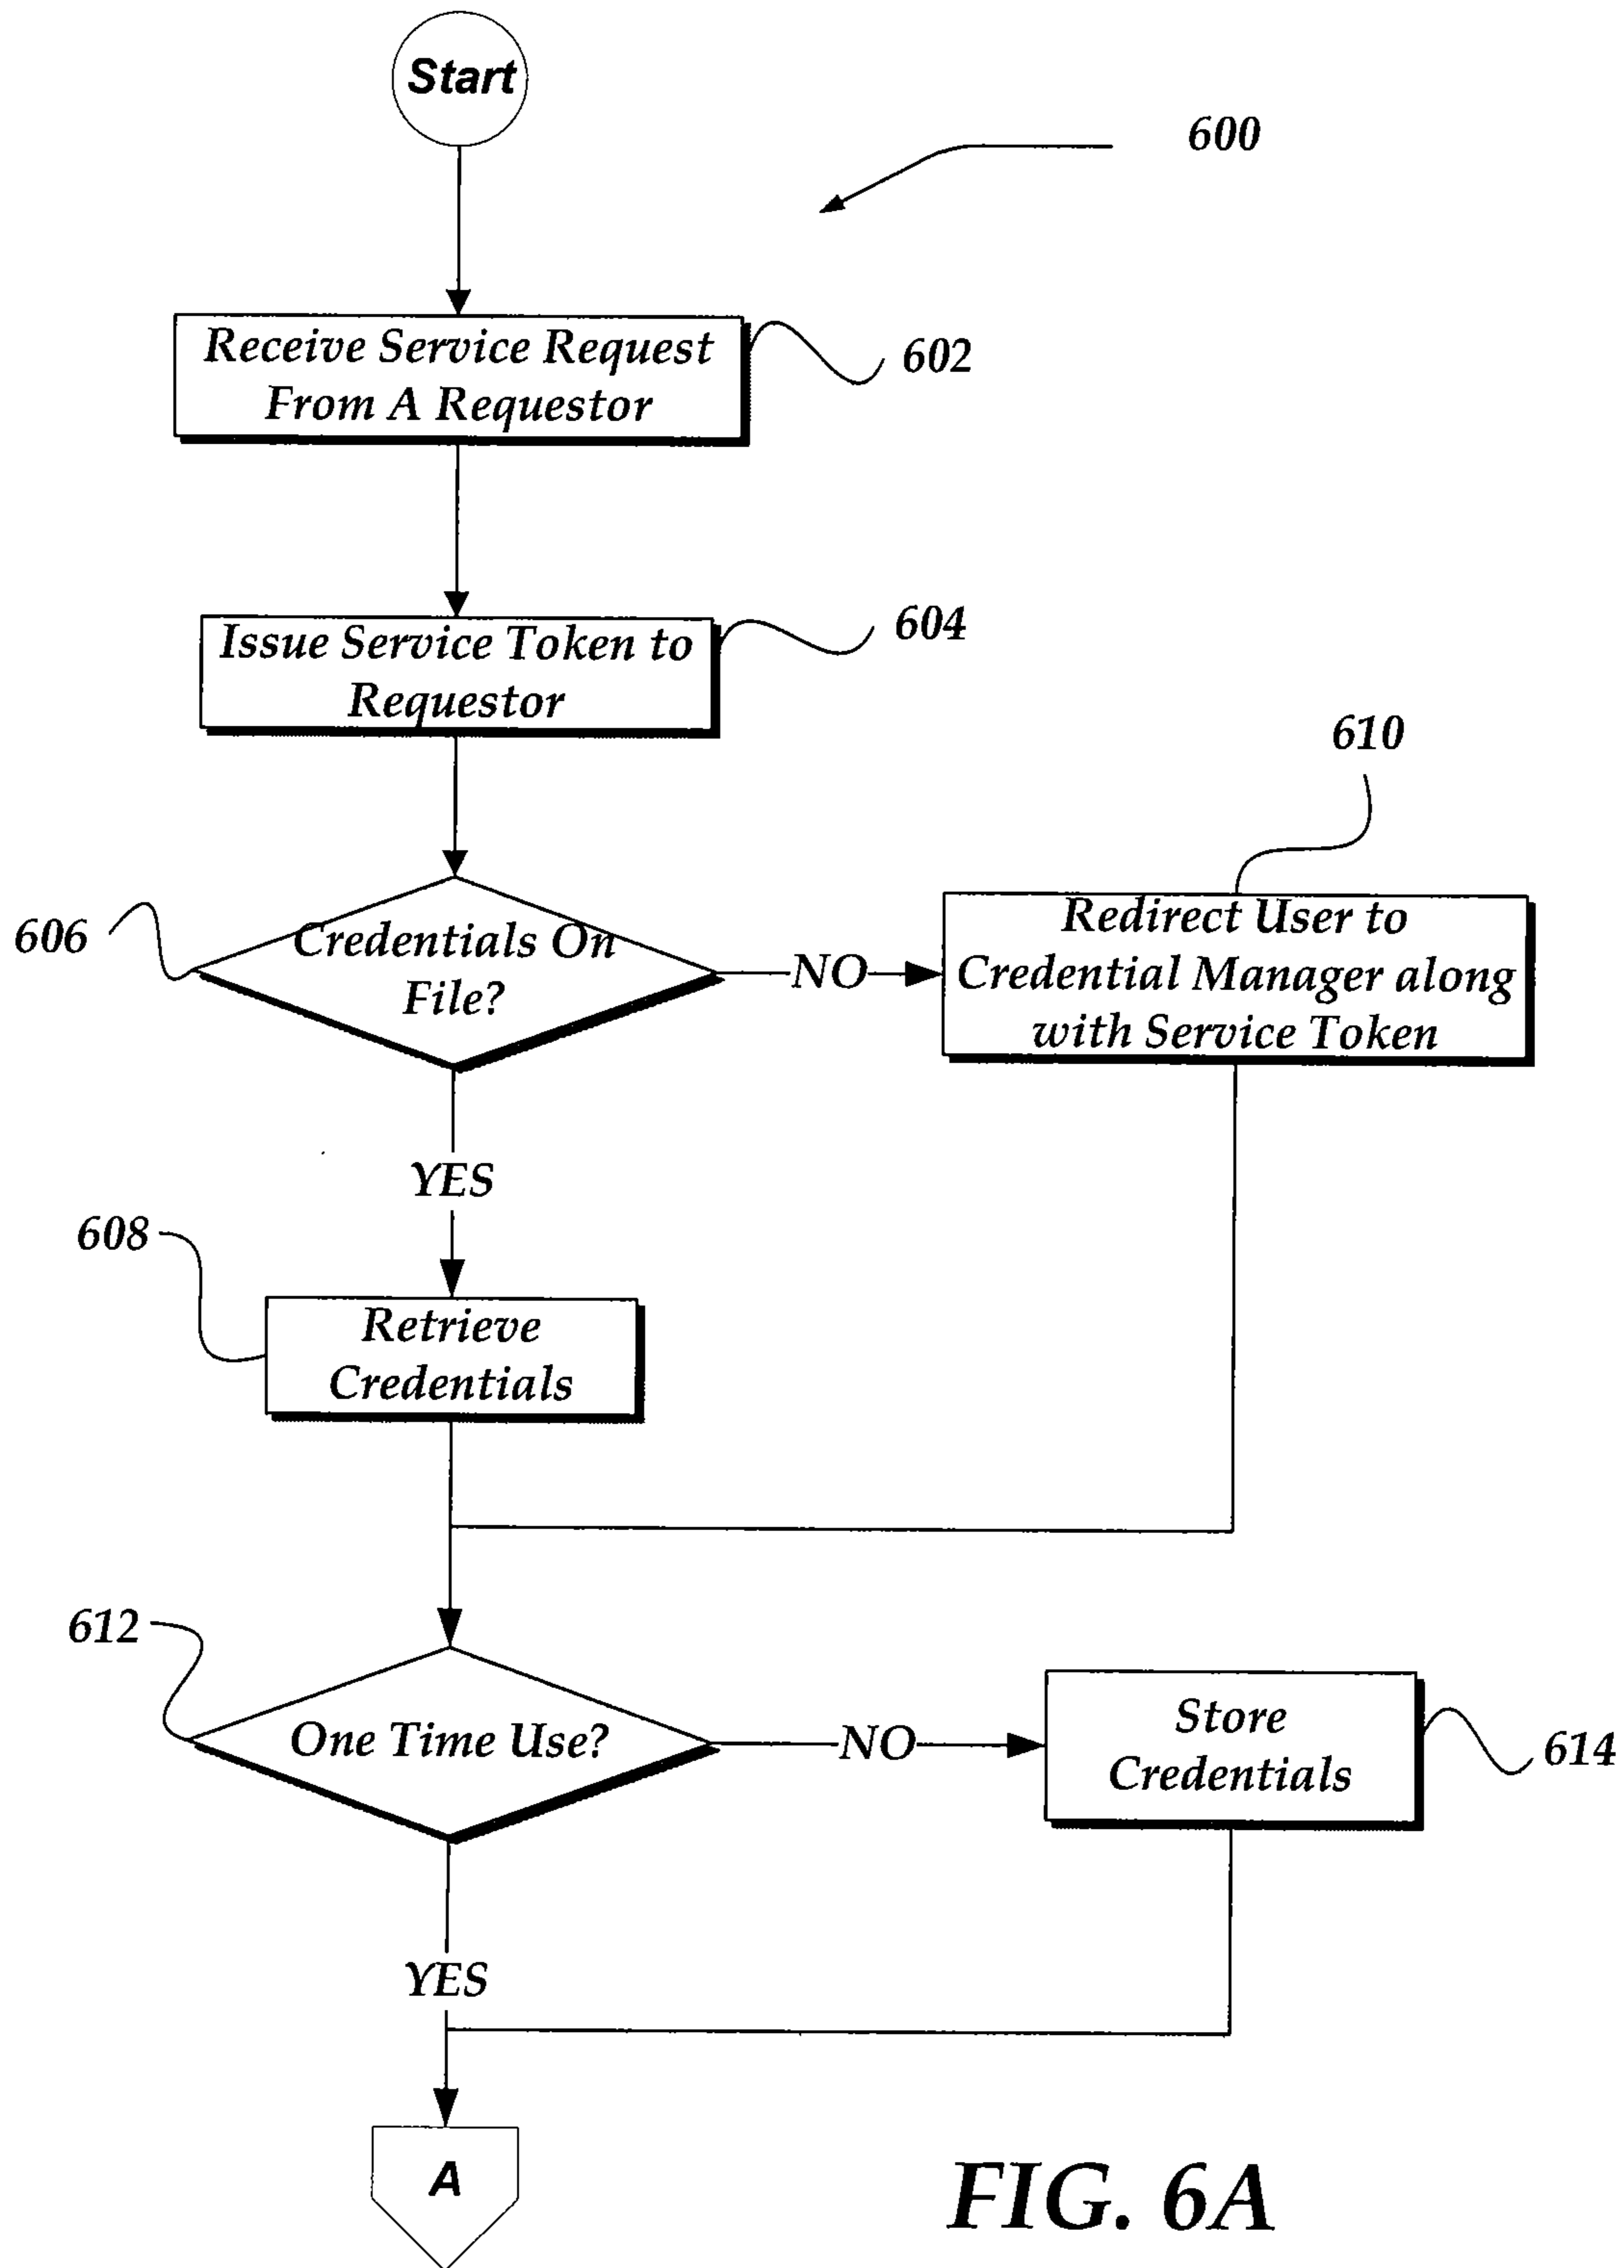 Start
600
Receive Service Request
From A Requestor
602
Issue Service Token to
Requestor
604
610
606
Credentials On
File?
NO
Redirect User to
Credential Manager along
with Service Token
YES
608
Retrieve
Credentials
612
One Time Use?
NO
Store
Credentials
614
YES
A
FIG. 6A